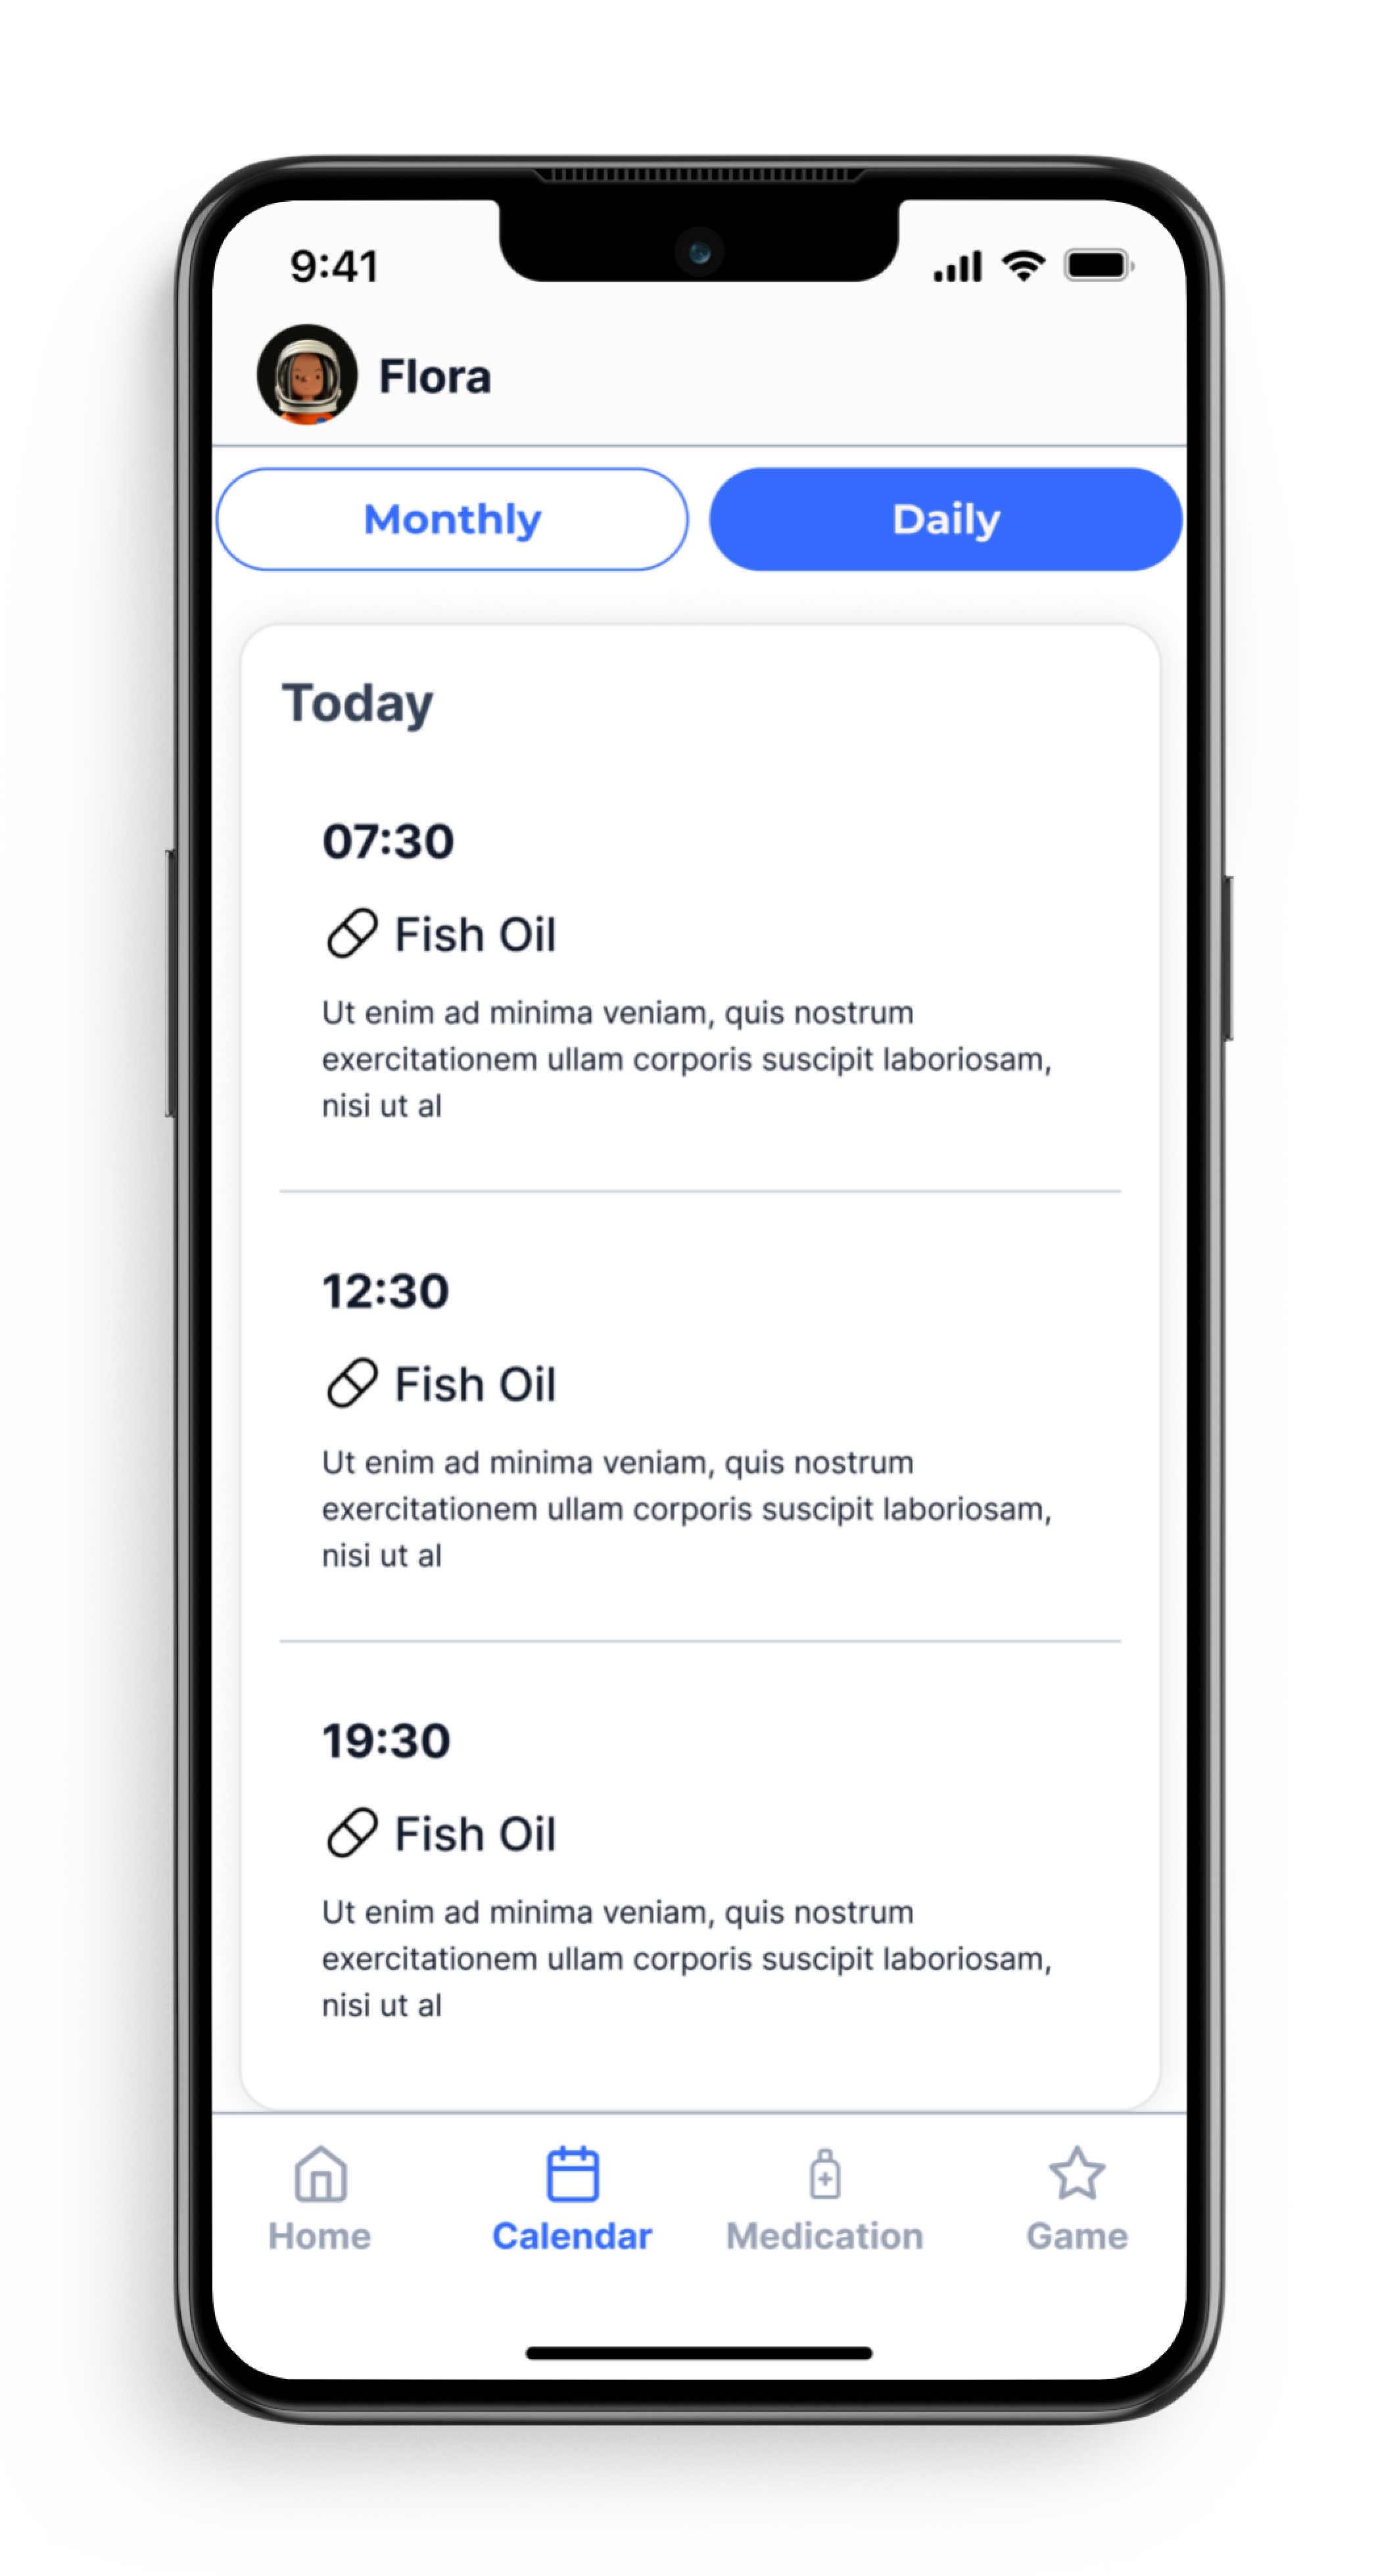 9:41
Flora
Monthly
Daily
Today
07:30
Fish Oil
Ut enim ad minima veniam, quis nostrum
exercitationem ullam corporis suscipit laboriosam,
nisi ut al
12:30
Fish Oil
Ut enim ad minima veniam, quis nostrum
exercitationem ullam corporis suscipit laboriosam,
nisi ut al
19:30
Fish Oil
Ut enim ad minima veniam, quis nostrum
exercitationem ullam corporis suscipit laboriosam,
nisi ut al
Home
Calendar
Medication
Game